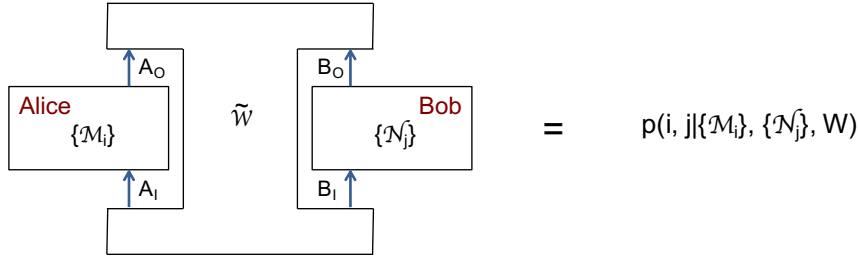 A_O
B_O
Alice
{𝓜_i}
𝓦̃
Bob
{𝓝_j}
=
p(i, j|{𝓜_i}, {𝓝_j}, W)
A_I
B_I